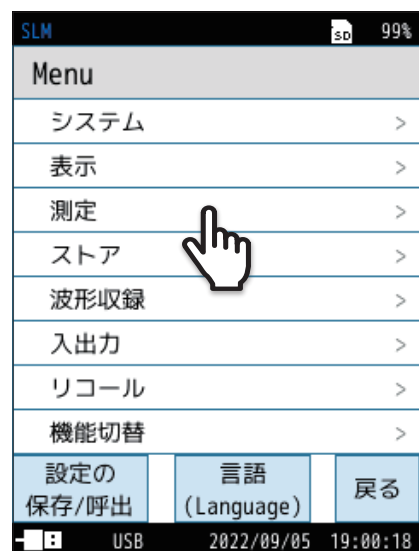 SLM SD 99%
Menu
システム >
表示 >
測定 >
ストア >
波形収録 >
入出力 >
リコール >
機能切替 >
設定の 言語 戻る
保存/呼出 (Language)
USB 2022/09/05 19:00:18